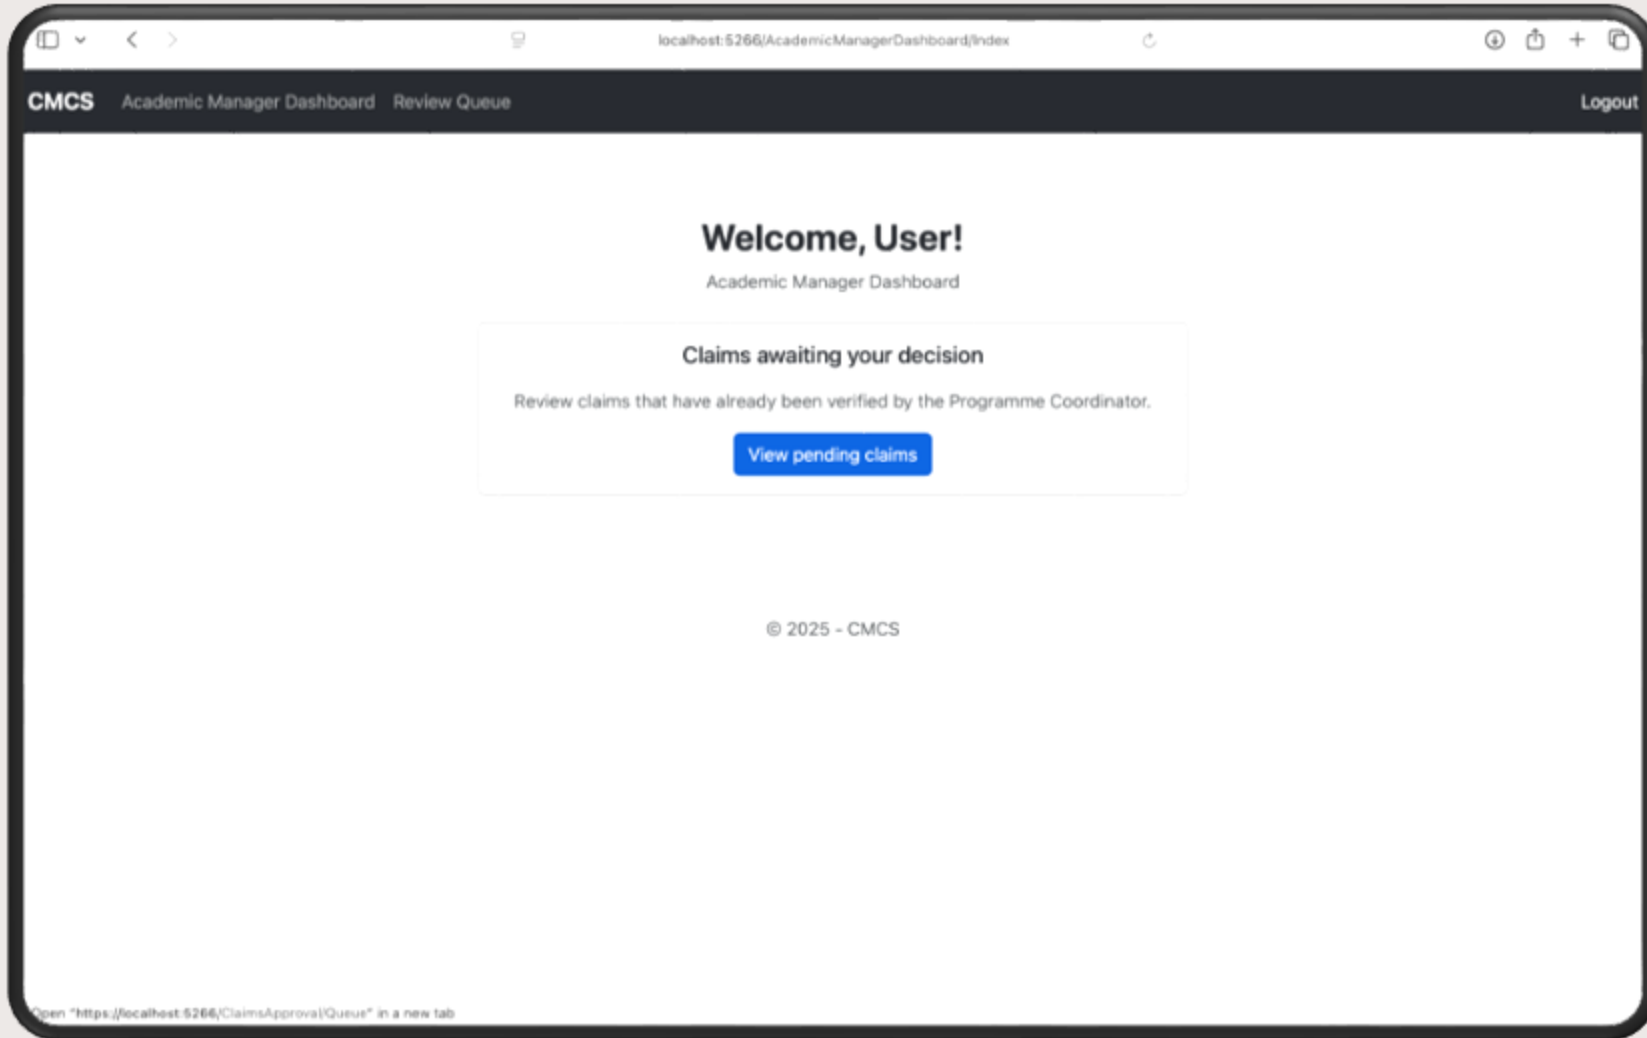 localhost:5266/AcademicManagerDashboard/Index
CMCS Academic Manager Dashboard Review Queue Logout
Welcome, User!
Academic Manager Dashboard
Claims awaiting your decision
Review claims that have already been verified by the Programme Coordinator.
View pending claims
© 2025 - CMCS
Open "https://localhost:5266/ClaimsApproval/Queue" in a new tab